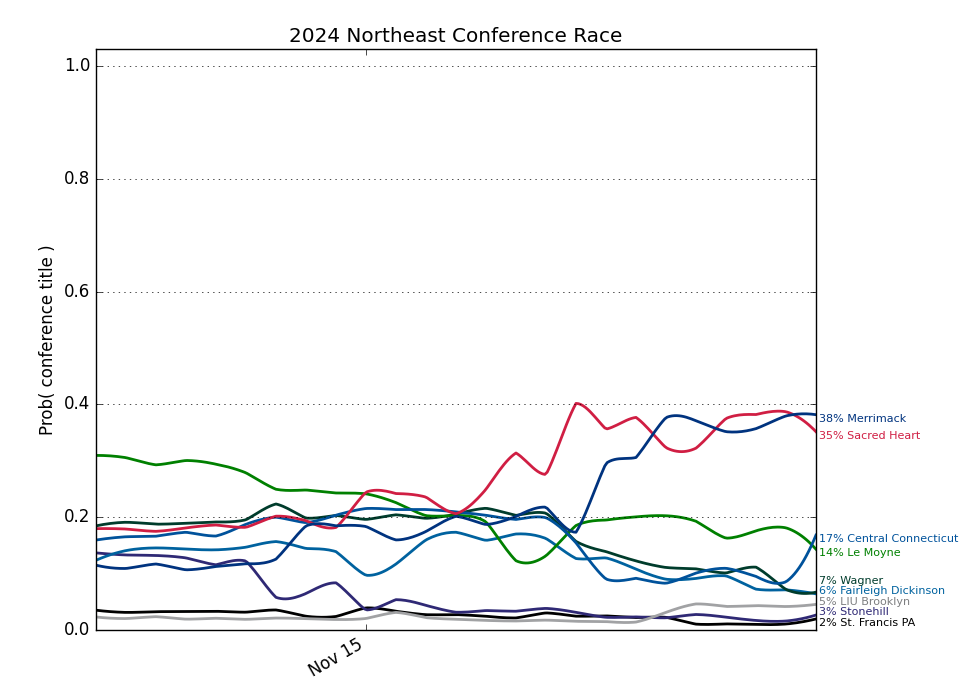 2024 Northeast Conference Race
1.0
0.8
0.6
0.4
0.2
0.0
Prob( conference title )
Nov 15
38% Merrimack
35% Sacred Heart
17% Central Connecticut
14% Le Moyne
7% Wagner
6% Fairleigh Dickinson
5% LIU Brooklyn
3% Stonehill
2% St. Francis PA